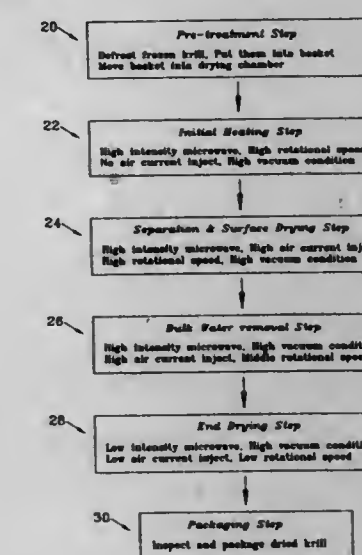 20
Pre-treatment Step
Defrost frozen krill, Put them into basket
Move basket into drying chamber
22
Initial Heating Step
High intensity microwave, High rotational speed
No air current inject, High vacuum condition
24
Separation & Surface Drying Step
High intensity microwave, High air current inj
High rotational speed, High vacuum condition
26
Bulk Water removal Step
High intensity microwave, High vacuum conditi
High air current inject, Middle rotational spee
28
End Drying Step
Low intensity microwave, High vacuum conditi
Low air current inject, Low rotational speed
30
Packaging Step
Inspect and package dried krill